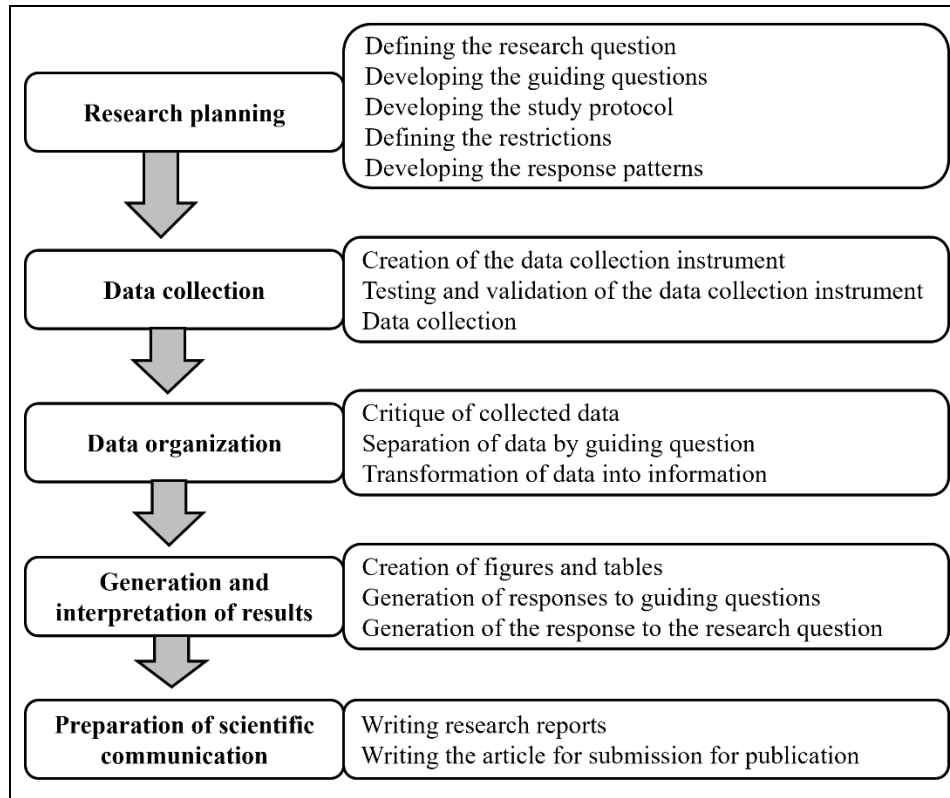 Research planning
Defining the research question
Developing the guiding questions
Developing the study protocol
Defining the restrictions
Developing the response patterns
Data collection
Creation of the data collection instrument
Testing and validation of the data collection instrument
Data collection
Data organization
Critique of collected data
Separation of data by guiding question
Transformation of data into information
Generation and
interpretation of results
Creation of figures and tables
Generation of responses to guiding questions
Generation of the response to the research question
Preparation of scientific
communication
Writing research reports
Writing the article for submission for publication